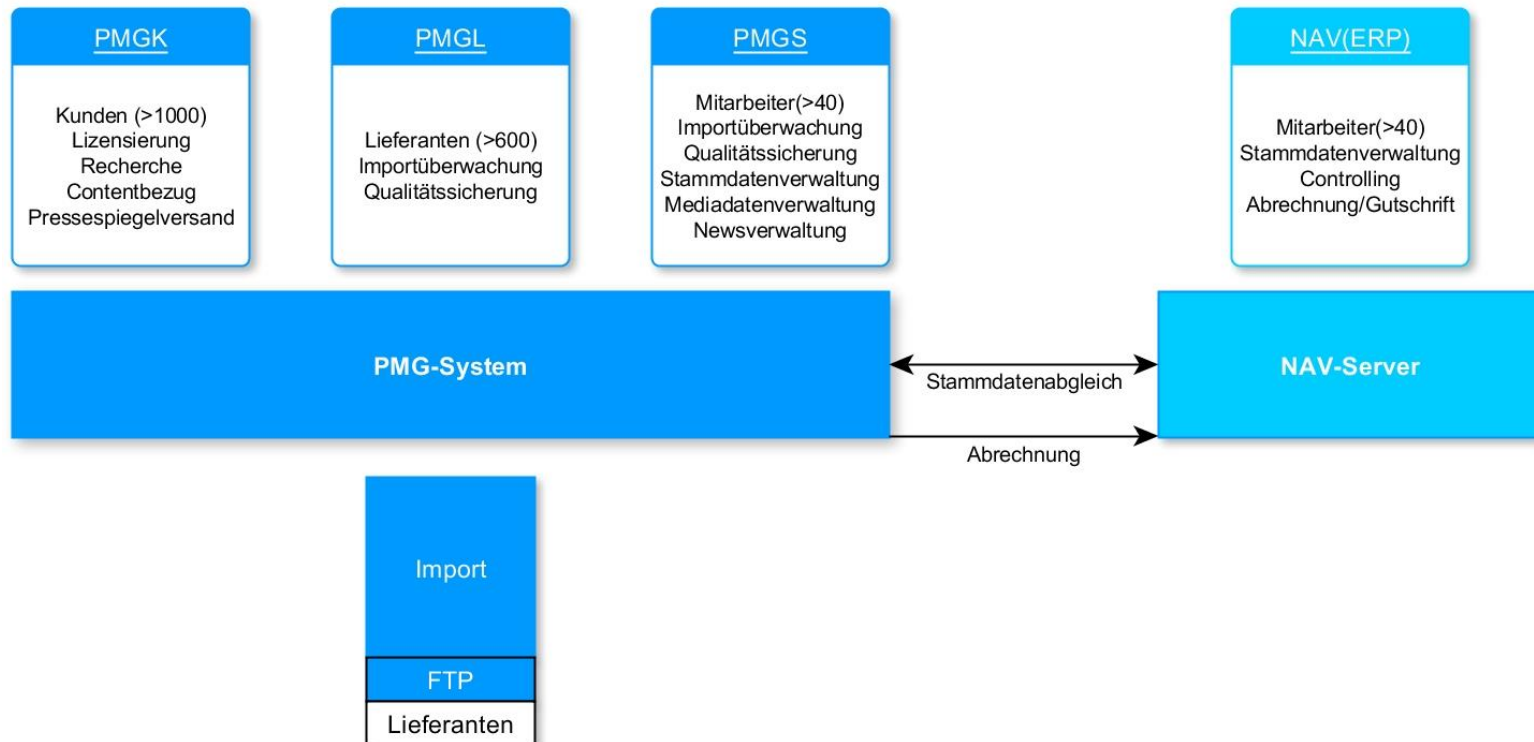 PMGK
Kunden (>1000)
Lizensierung
Recherche
Contentbezug
Pressespiegelversand
PMGL
Lieferanten (>600)
Importüberwachung
Qualitätssicherung
PMGS
Mitarbeiter(>40)
Importüberwachung
Qualitätssicherung
Stammdatenverwaltung
Mediadatenverwaltung
Newsverwaltung
NAV(ERP)
Mitarbeiter(>40)
Stammdatenverwaltung
Controlling
Abrechnung/Gutschrift
PMG-System
Stammdatenabgleich
Abrechnung
NAV-Server
Import
FTP
Lieferanten